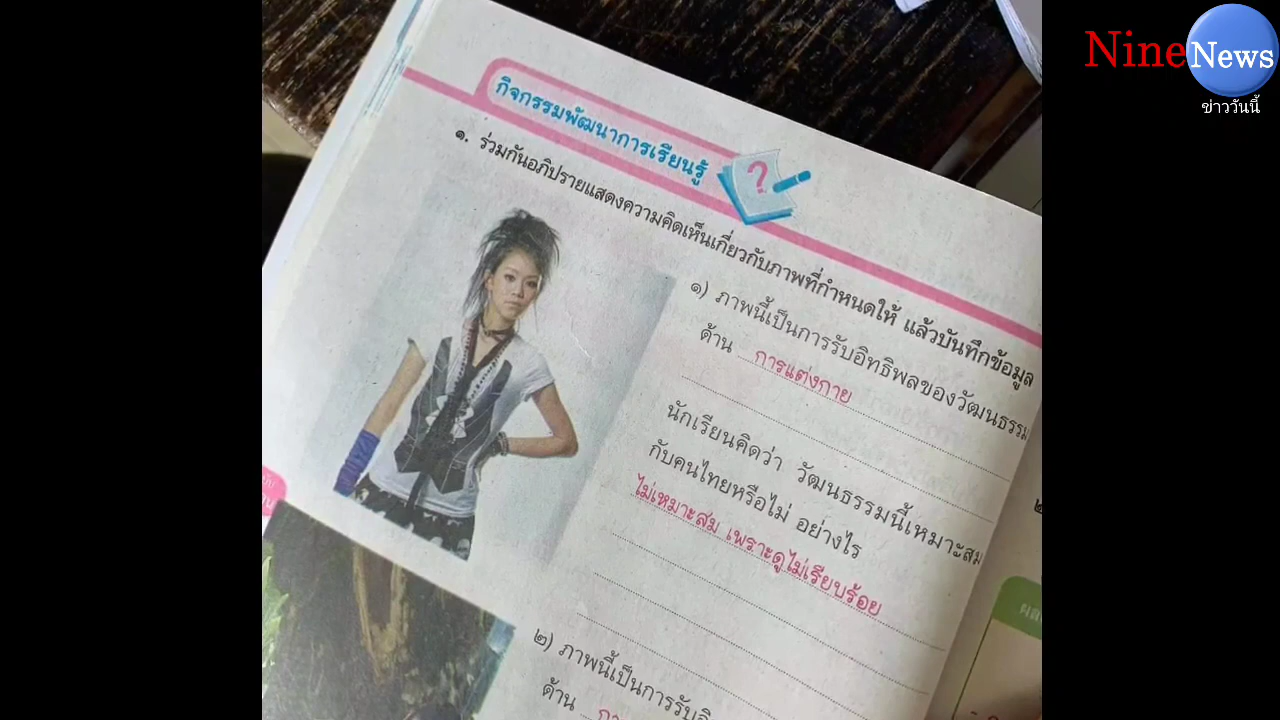 Nine News
ข่าววันนี้
กิจกรรมพัฒนาการเรียนรู้
?
๑. ร่วมกันอภิปรายแสดงความคิดเห็นเกี่ยวกับภาพที่กำหนดให้ แล้วบันทึกข้อมูล
๑) ภาพนี้เป็นการรับอิทธิพลของวัฒนธรรม
ด้าน การแต่งกาย
นักเรียนคิดว่า วัฒนธรรมนี้เหมาะสม
กับคนไทยหรือไม่ อย่างไร
ไม่เหมาะสม เพราะดูไม่เรียบร้อย
๒) ภาพนี้เป็นการรับอิ
ด้าน กา